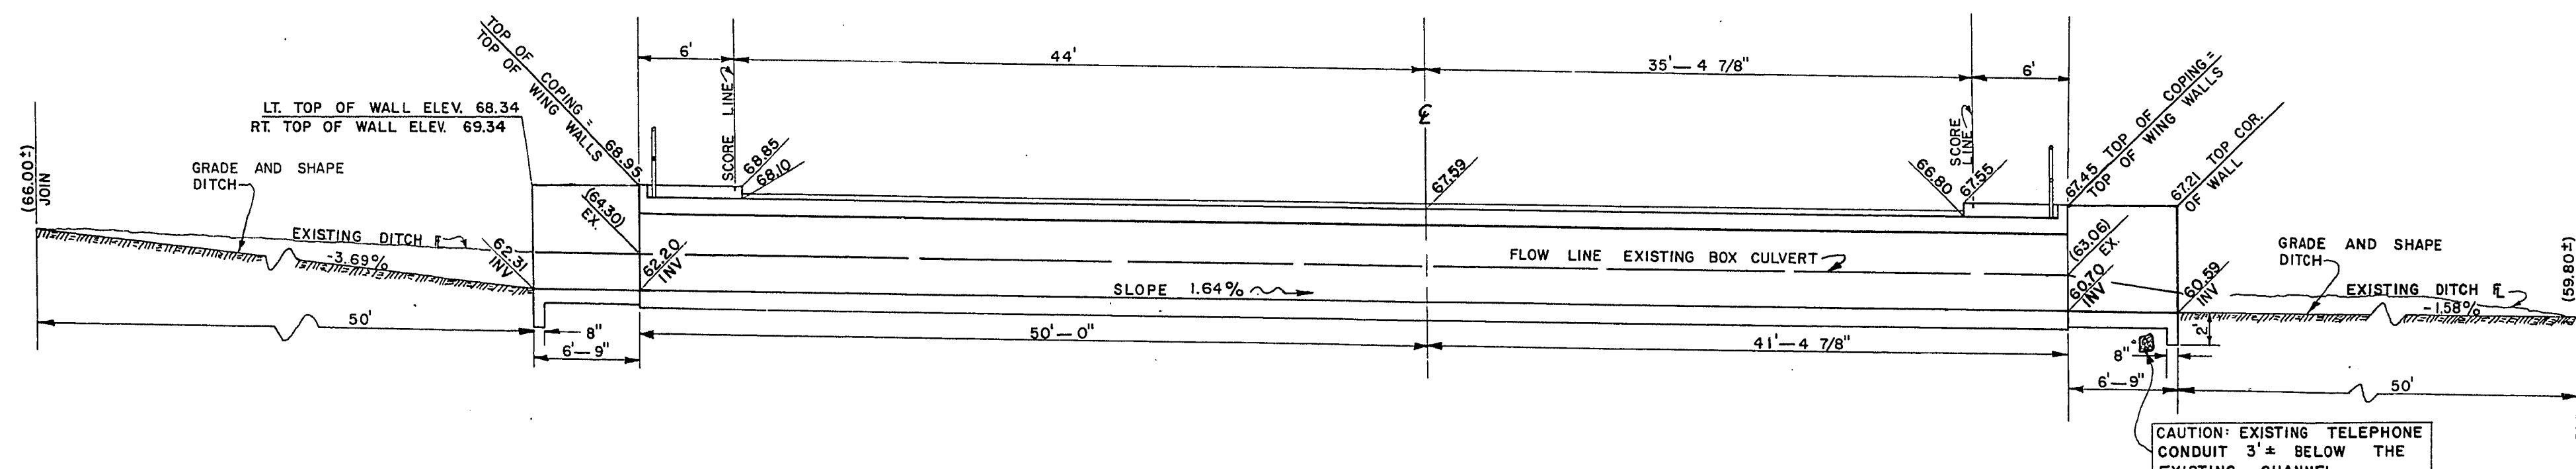 6'
44'
35'— 4 7/8"
6'
TOP OF COPING =
TOP OF WING WALLS
68.95
SCORE LINE
68.85
68.10
℄
67.59
SCORE
LINE
66.80
67.55
67.45 TOP OF COPING =
TOP OF WING WALLS
67.21 TOP COR.
OF WALL
LT. TOP OF WALL ELEV. 68.34
RT. TOP OF WALL ELEV. 69.34
(66.00±)
JOIN
GRADE AND SHAPE
DITCH
EXISTING DITCH
-3.69%
62.31
INV
(64.30)
EX.
62.20
INV
FLOW LINE EXISTING BOX CULVERT
SLOPE 1.64%
(63.06)
EX.
60.70
INV
60.59
INV
GRADE AND SHAPE
DITCH
EXISTING DITCH
-1.58%
(59.80±)
50'
8"
6'—9"
50'—0"
41'—4 7/8"
2'
8"
6'—9"
50'
CAUTION: EXISTING TELEPHONE
CONDUIT 3'± BELOW THE
EXISTING CHANNEL